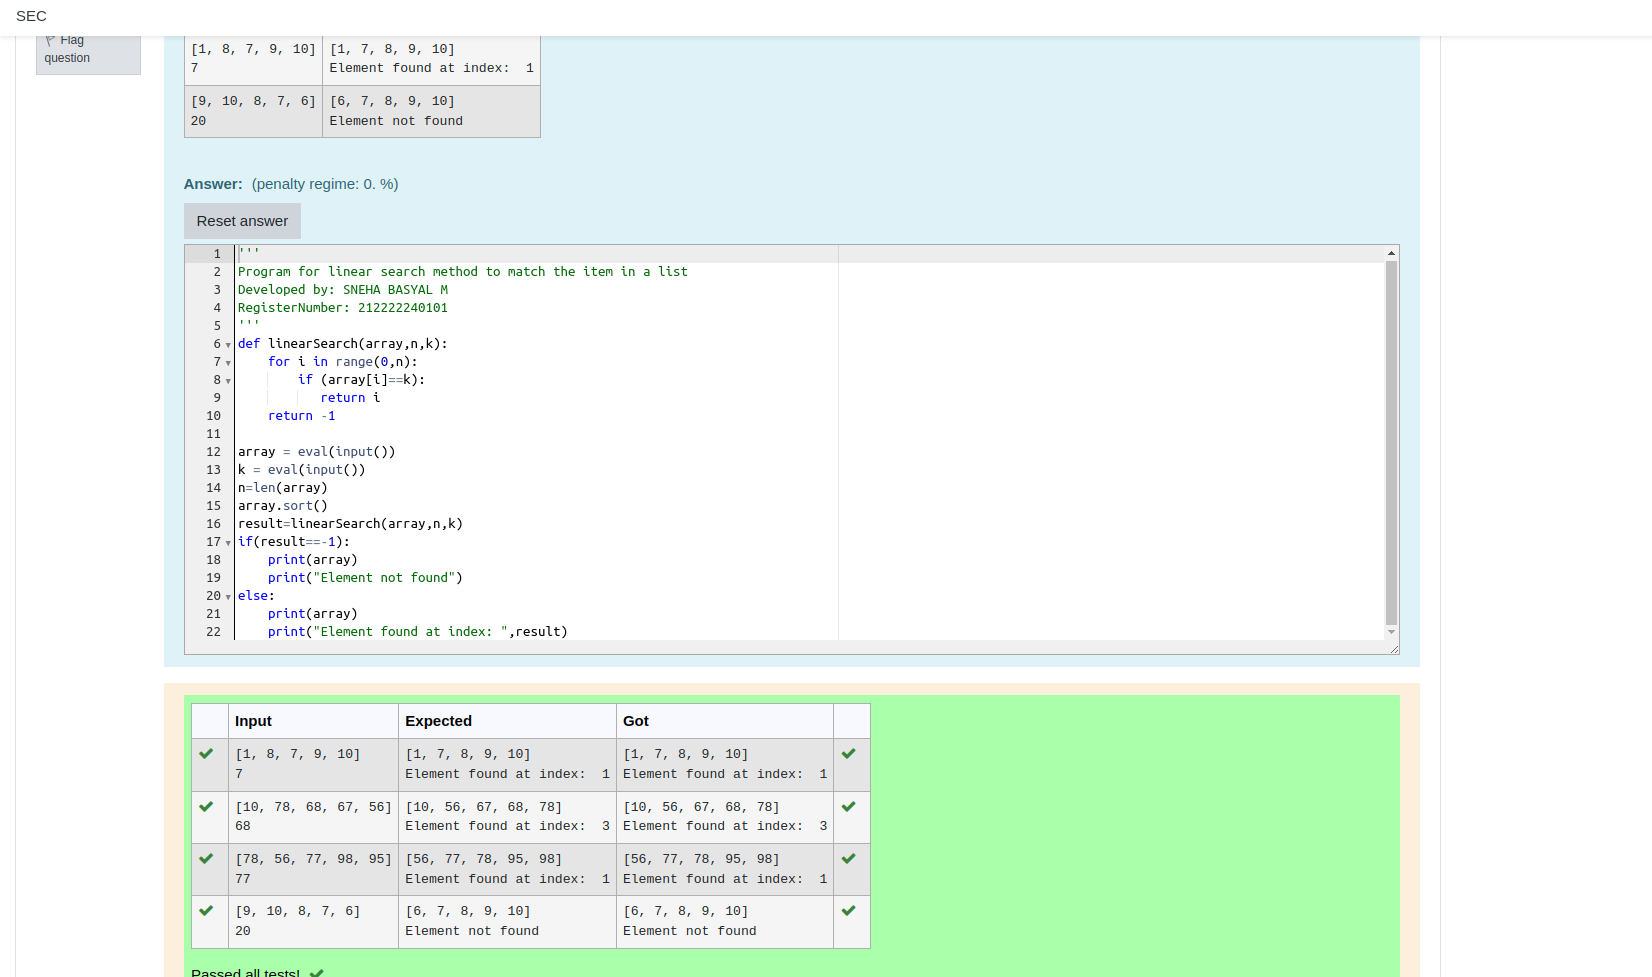 SEC
Flag
question
[1, 8, 7, 9, 10] [1, 7, 8, 9, 10]
7 Element found at index:  1
[9, 10, 8, 7, 6] [6, 7, 8, 9, 10]
20 Element not found
Answer: (penalty regime: 0. %)
Reset answer
1 '''
2 Program for linear search method to match the item in a list
3 Developed by: SNEHA BASYAL M
4 RegisterNumber: 212222240101
5 '''
6 def linearSearch(array,n,k):
7     for i in range(0,n):
8         if (array[i]==k):
9            return i
10     return -1
11
12 array = eval(input())
13 k = eval(input())
14 n=len(array)
15 array.sort()
16 result=linearSearch(array,n,k)
17 if(result==-1):
18     print(array)
19     print("Element not found")
20 else:
21     print(array)
22     print("Element found at index: ",result)
Input Expected Got
[1, 8, 7, 9, 10] [1, 7, 8, 9, 10] [1, 7, 8, 9, 10]
7 Element found at index:  1 Element found at index:  1
[10, 78, 68, 67, 56] [10, 56, 67, 68, 78] [10, 56, 67, 68, 78]
68 Element found at index:  3 Element found at index:  3
[78, 56, 77, 98, 95] [56, 77, 78, 95, 98] [56, 77, 78, 95, 98]
77 Element found at index:  1 Element found at index:  1
[9, 10, 8, 7, 6] [6, 7, 8, 9, 10] [6, 7, 8, 9, 10]
20 Element not found Element not found
Passed all tests!